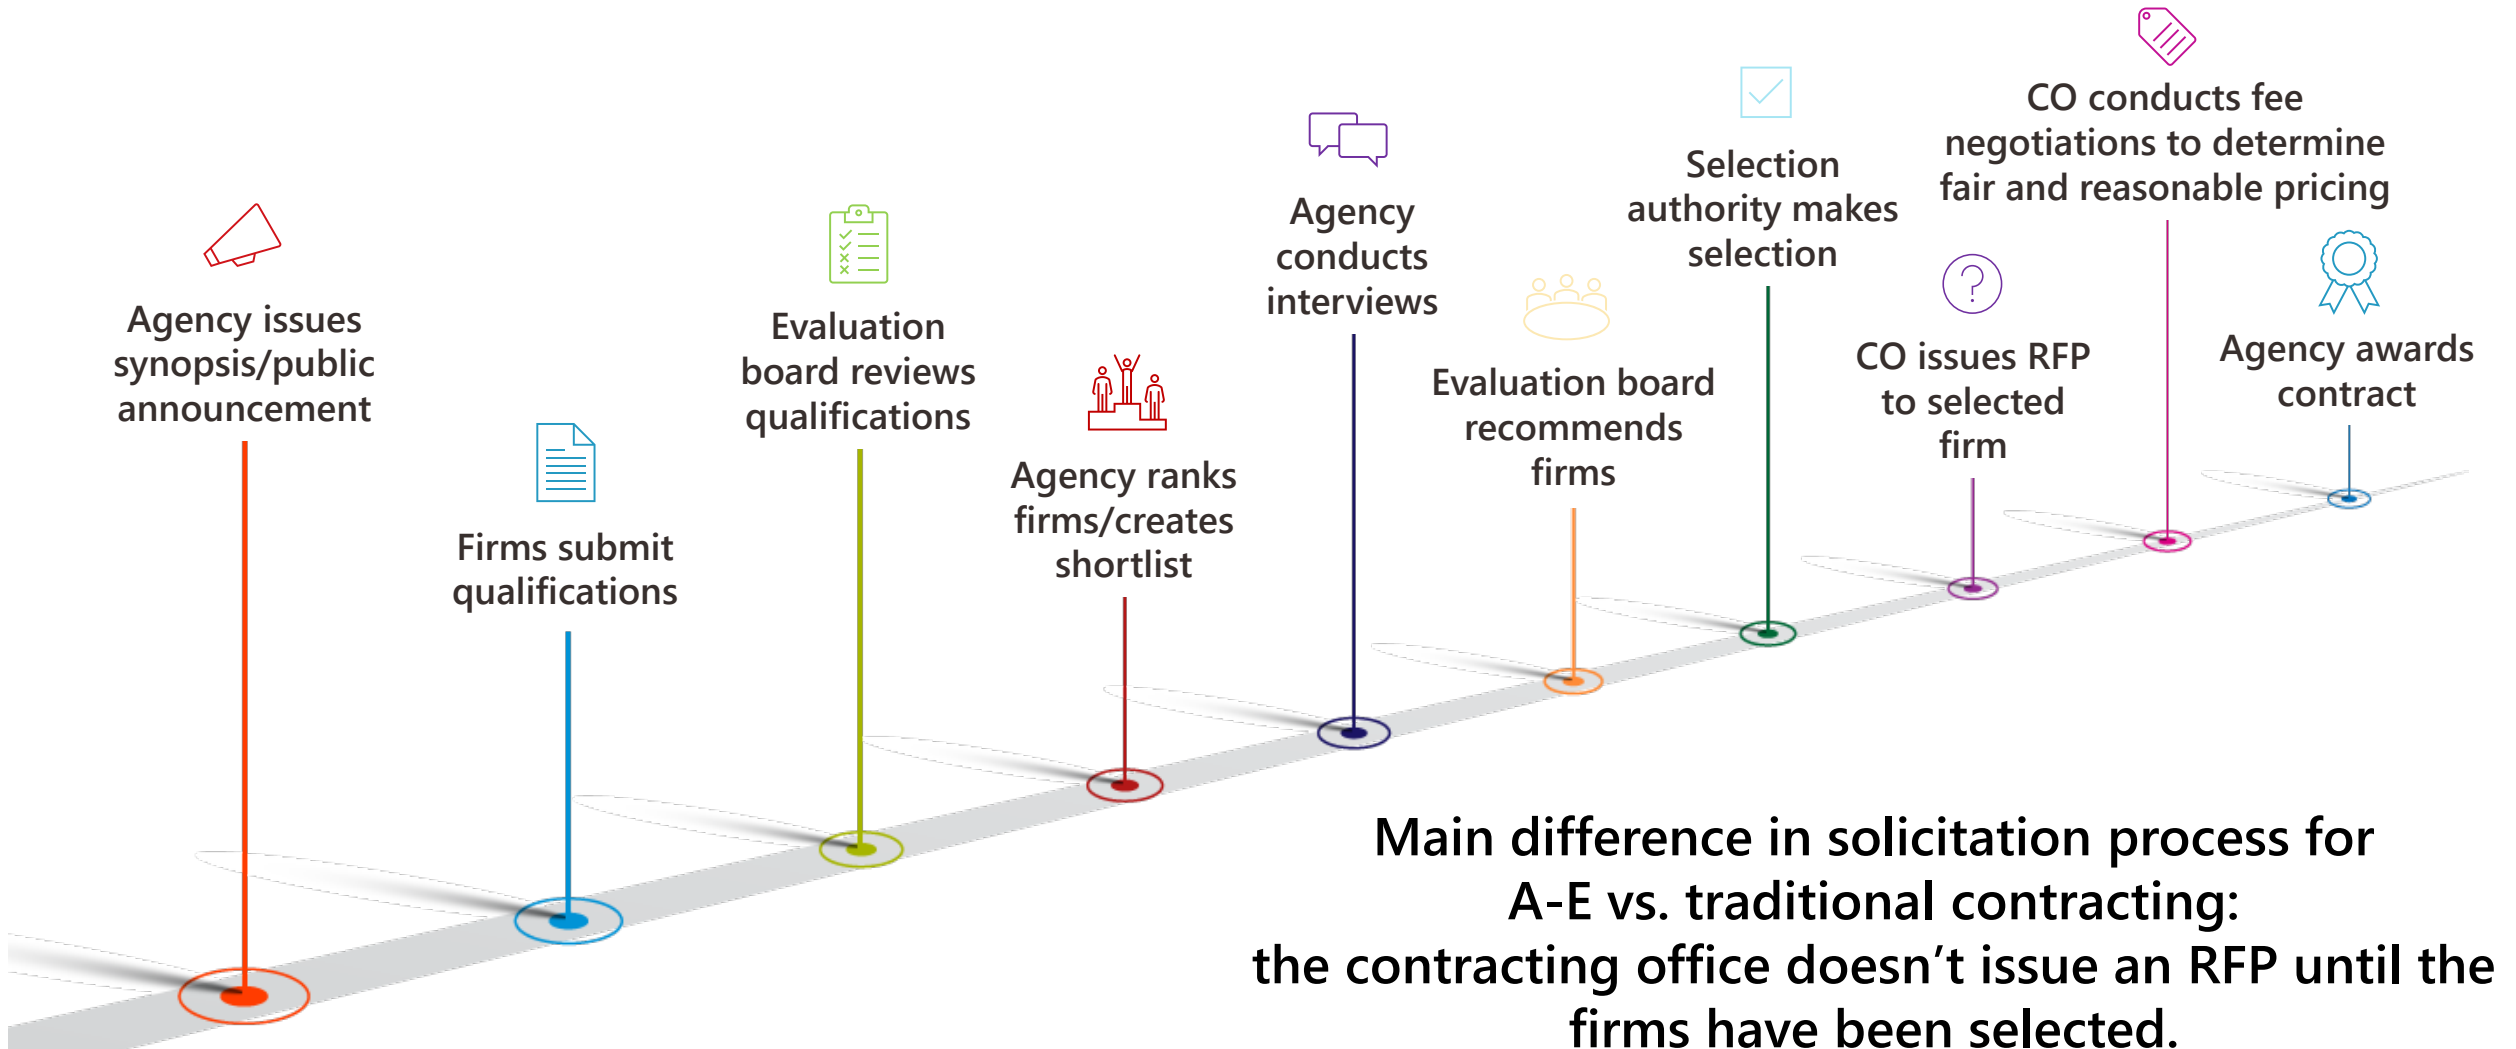 Agency issues
synopsis/public
announcement
Firms submit
qualifications
Evaluation
board reviews
qualifications
Agency ranks
firms/creates
shortlist
Agency
conducts
interviews
Evaluation board
recommends
firms
Selection
authority makes
selection
CO issues RFP
to selected
firm
CO conducts fee
negotiations to determine
fair and reasonable pricing
Agency awards
contract
Main difference in solicitation process for
A-E vs. traditional contracting:
the contracting office doesn’t issue an RFP until the
firms have been selected.